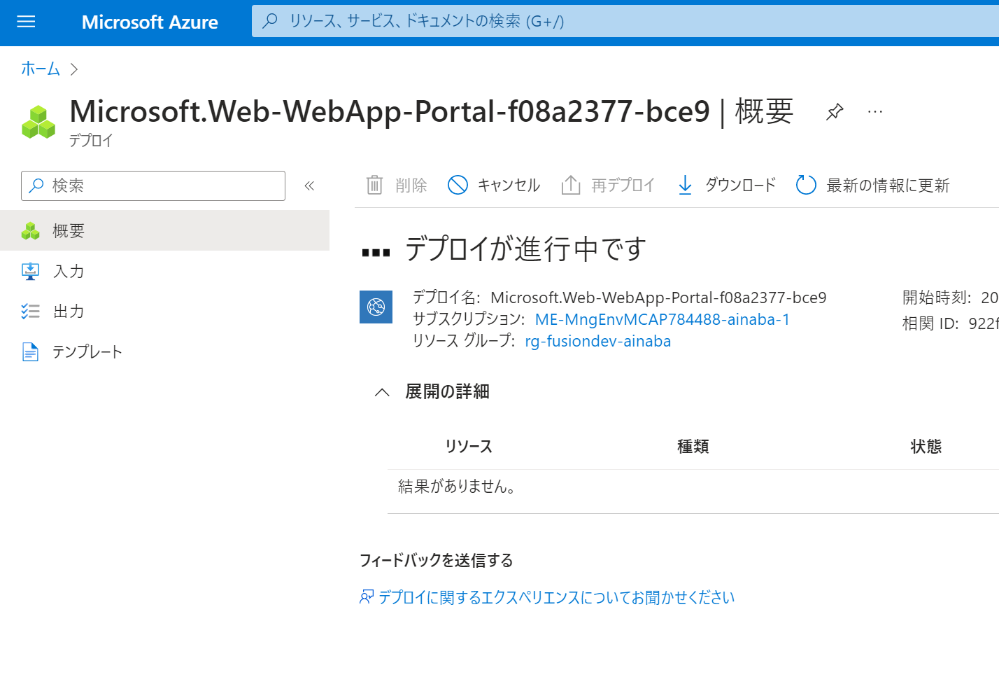 Microsoft Azure
リソース、サービス、ドキュメントの検索 (G+/)
ホーム
Microsoft.Web-WebApp-Portal-f08a2377-bce9 | 概要
デプロイ
検索
削除 キャンセル 再デプロイ ダウンロード 最新の情報に更新
概要
入力
出力
テンプレート
デプロイが進行中です
デプロイ名: Microsoft.Web-WebApp-Portal-f08a2377-bce9
サブスクリプション: ME-MngEnvMCAP784488-ainaba-1
リソース グループ: rg-fusiondev-ainaba
開始時刻: 20
相関 ID: 922f
展開の詳細
リソース 種類 状態
結果がありません。
フィードバックを送信する
デプロイに関するエクスペリエンスについてお聞かせください